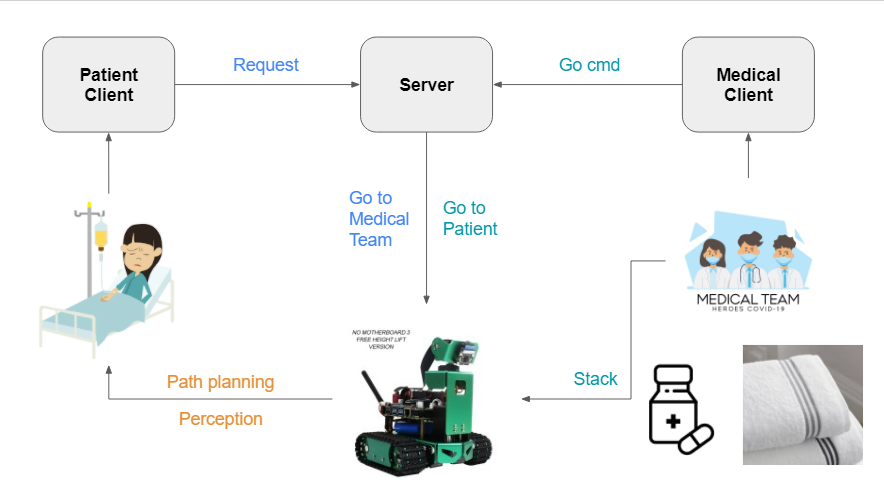 Patient
Client
Request
Server
Go cmd
Medical
Client
Go to
Medical
Team
Go to
Patient
MEDICAL TEAM
HEROES COVID-19
NO MOTHERBOARD 3
FREE HEIGHT LIFT
VERSION
Path planning
Perception
Stack